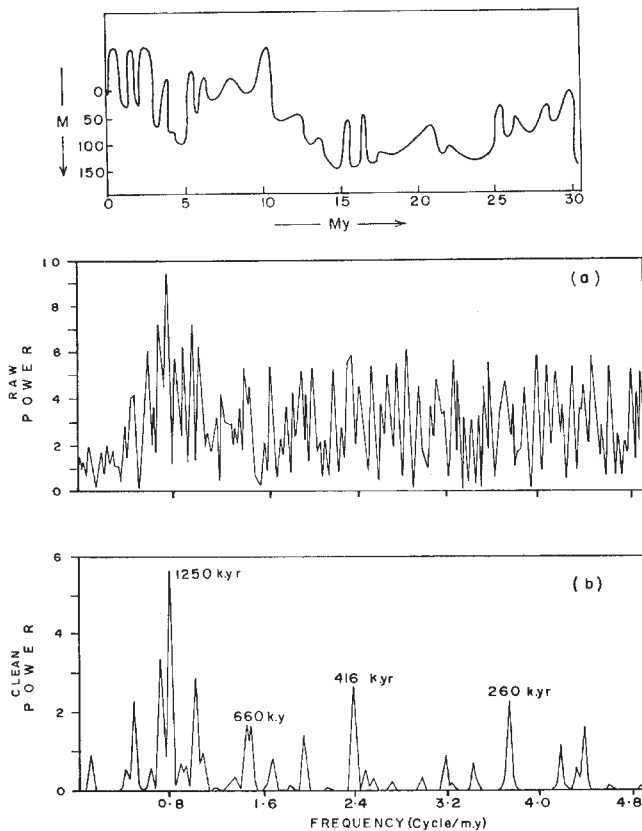 M
0
50
100
150
0 5 10 15 20 25 30
My
(a)
RAW
POWER
10
8
6
4
2
0
(b)
CLEAN
POWER
6
4
2
0
1250 k.yr
660 k.y
416 k.yr
260 k.yr
0.8 1.6 2.4 3.2 4.0 4.8
FREQUENCY (Cycle/m.y)